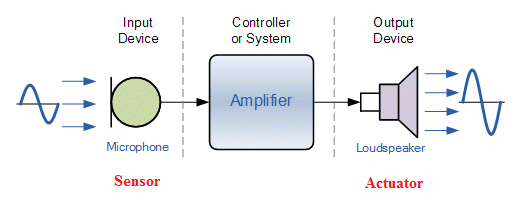 Input
Device
Controller
or System
Output
Device
Amplifier
Microphone
Loudspeaker
Sensor
Actuator